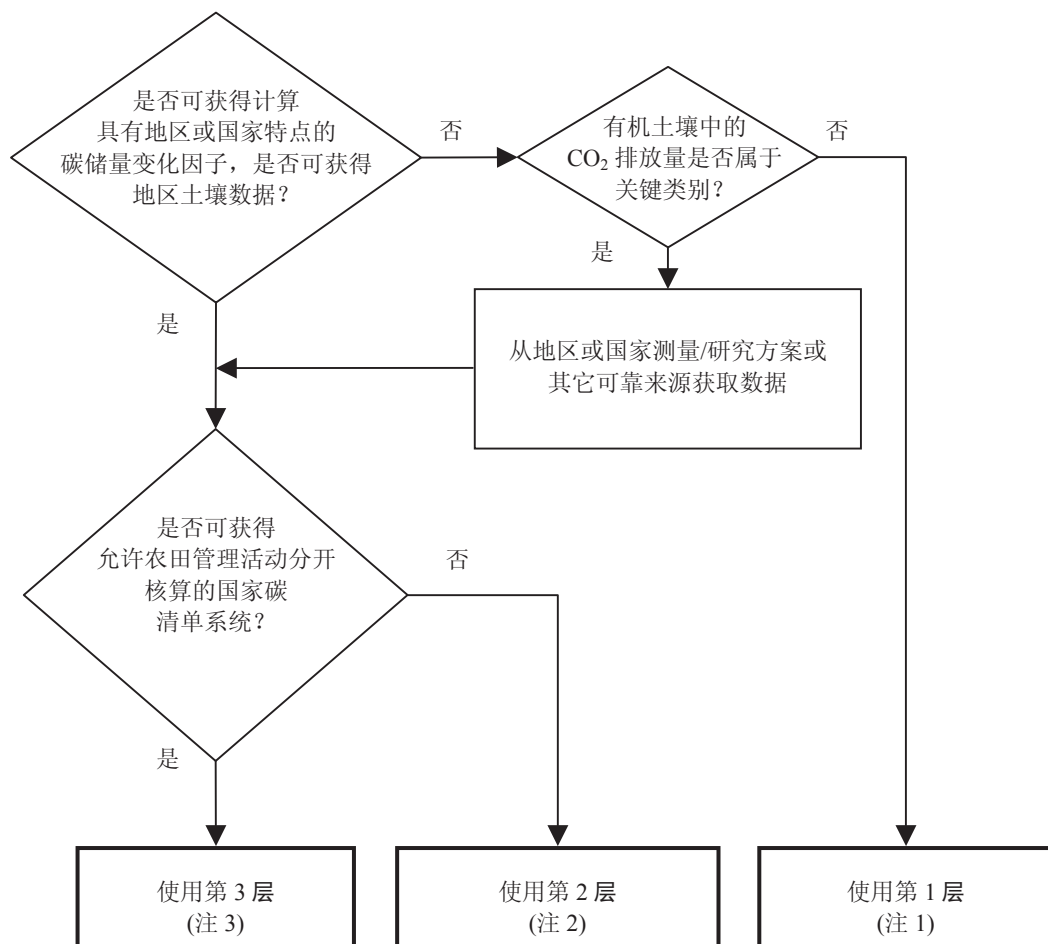 是否可获得计算
具有地区或国家特点的
碳储量变化因子，是否可获得
地区土壤数据？
否
有机土壤中的
CO₂ 排放量是否属于
关键类别？
否
是
是
从地区或国家测量/研究方案或
其它可靠来源获取数据
是否可获得
允许农田管理活动分开
核算的国家碳
清单系统？
否
是
使用第 3 层
(注 3)
使用第 2 层
(注 2)
使用第 1 层
(注 1)